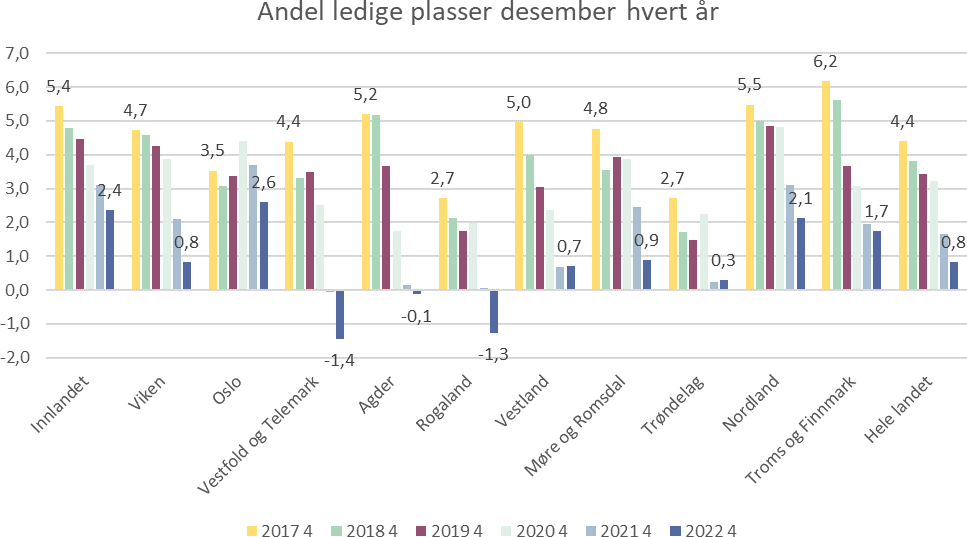 Andel ledige plasser desember hvert år
7,0
6,0
5,0
4,0
3,0
2,0
1,0
0,0
-1,0
-2,0
5,4
2,4
4,7
0,8
3,5
2,6
4,4
-1,4
5,2
-0,1
2,7
-1,3
5,0
0,7
4,8
0,9
2,7
0,3
5,5
2,1
6,2
1,7
4,4
0,8
Innlandet
Viken
Oslo
Vestfold og Telemark
Agder
Rogaland
Vestland
Møre og Romsdal
Trøndelag
Nordland
Troms og Finnmark
Hele landet
2017 4 2018 4 2019 4 2020 4 2021 4 2022 4